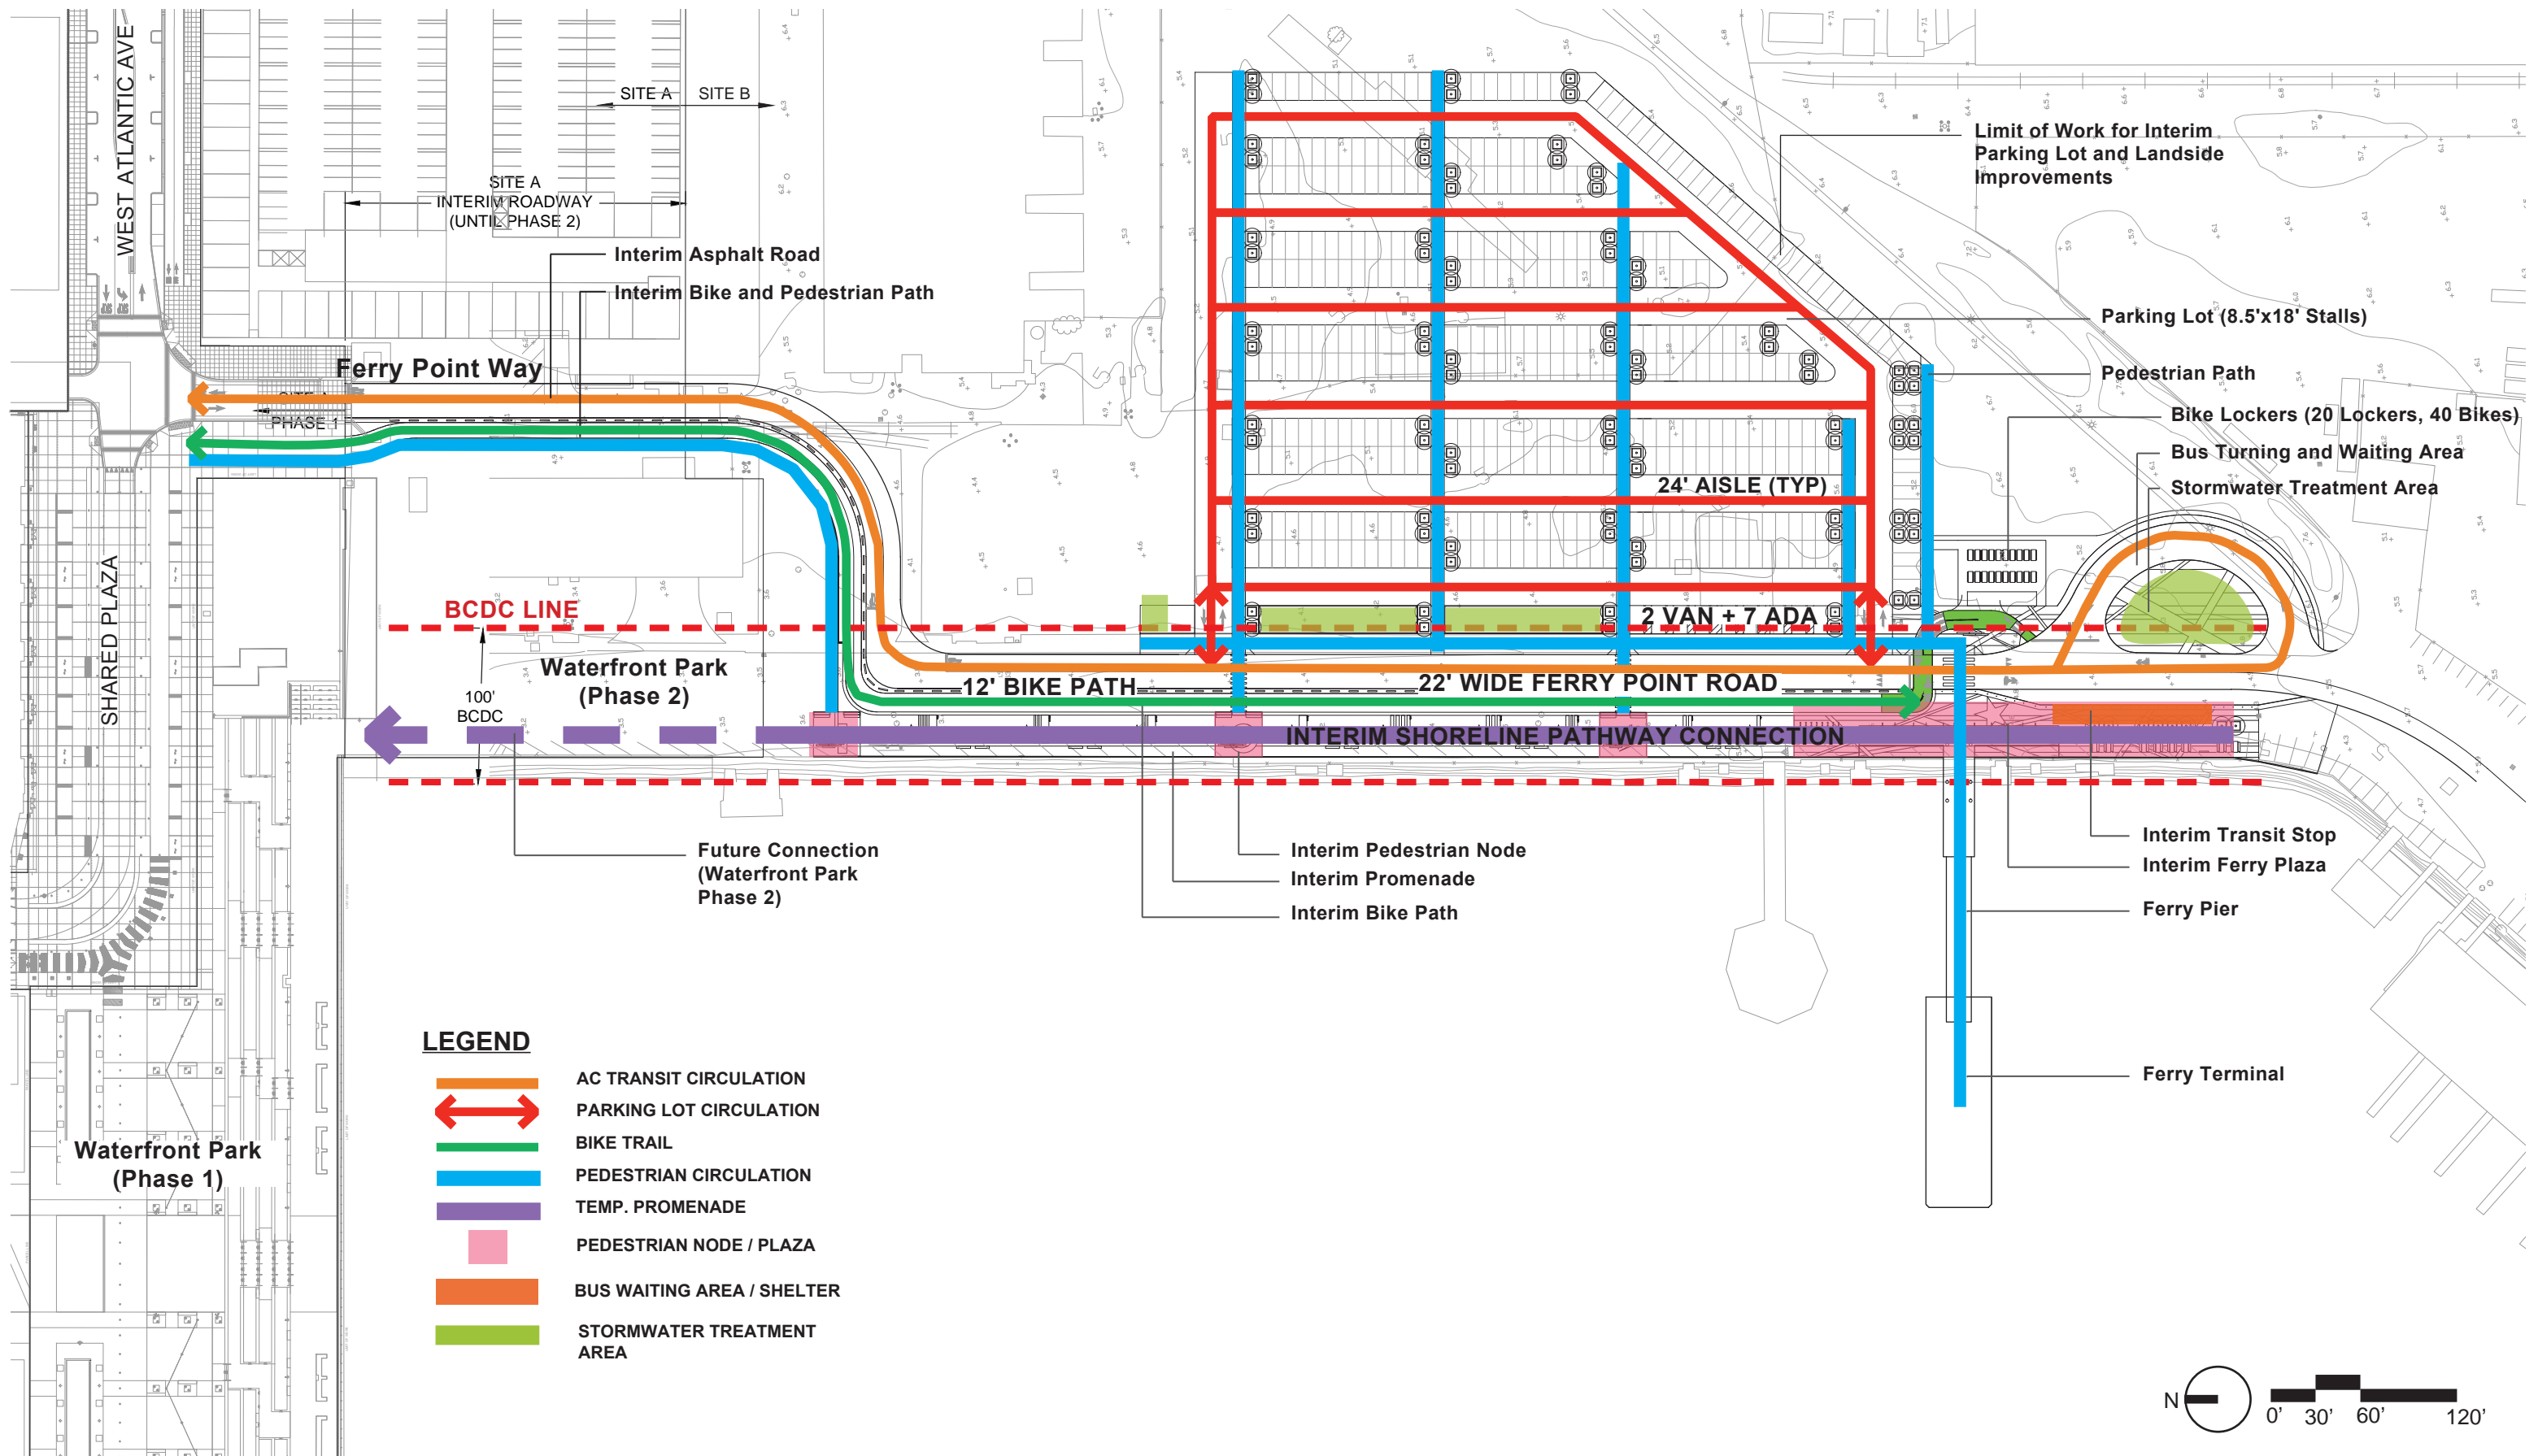 WEST ATLANTIC AVE
SITE A
SITE B
SITE A
INTERIM ROADWAY
(UNTIL PHASE 2)
Interim Asphalt Road
Interim Bike and Pedestrian Path
Ferry Point Way
PHASE 1
SHARED PLAZA
BCDC LINE
100'
BCDC
Waterfront Park
(Phase 2)
12' BIKE PATH
22' WIDE FERRY POINT ROAD
INTERIM SHORELINE PATHWAY CONNECTION
24' AISLE (TYP)
2 VAN + 7 ADA
Limit of Work for Interim
Parking Lot and Landside
Improvements
Parking Lot (8.5'x18' Stalls)
Pedestrian Path
Bike Lockers (20 Lockers, 40 Bikes)
Bus Turning and Waiting Area
Stormwater Treatment Area
Future Connection
(Waterfront Park
Phase 2)
Interim Pedestrian Node
Interim Promenade
Interim Bike Path
Interim Transit Stop
Interim Ferry Plaza
Ferry Pier
Ferry Terminal
Waterfront Park
(Phase 1)
LEGEND
AC TRANSIT CIRCULATION
PARKING LOT CIRCULATION
BIKE TRAIL
PEDESTRIAN CIRCULATION
TEMP. PROMENADE
PEDESTRIAN NODE / PLAZA
BUS WAITING AREA / SHELTER
STORMWATER TREATMENT
AREA
N
0' 30' 60' 120'